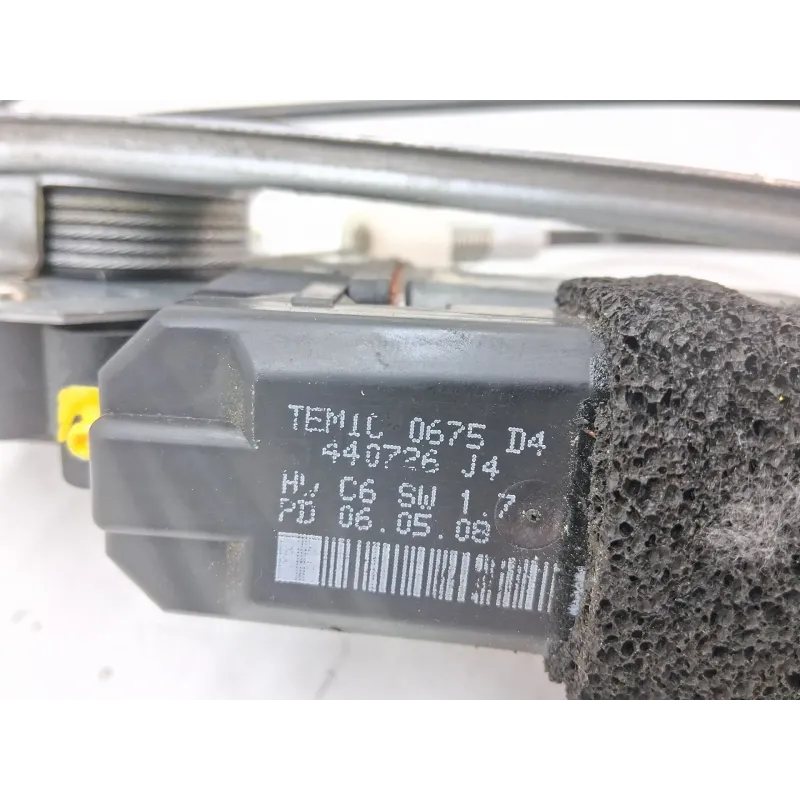 TEMIC 0675 D4
440726 J4
HW C6 SW 1.7
PD 06.05.08